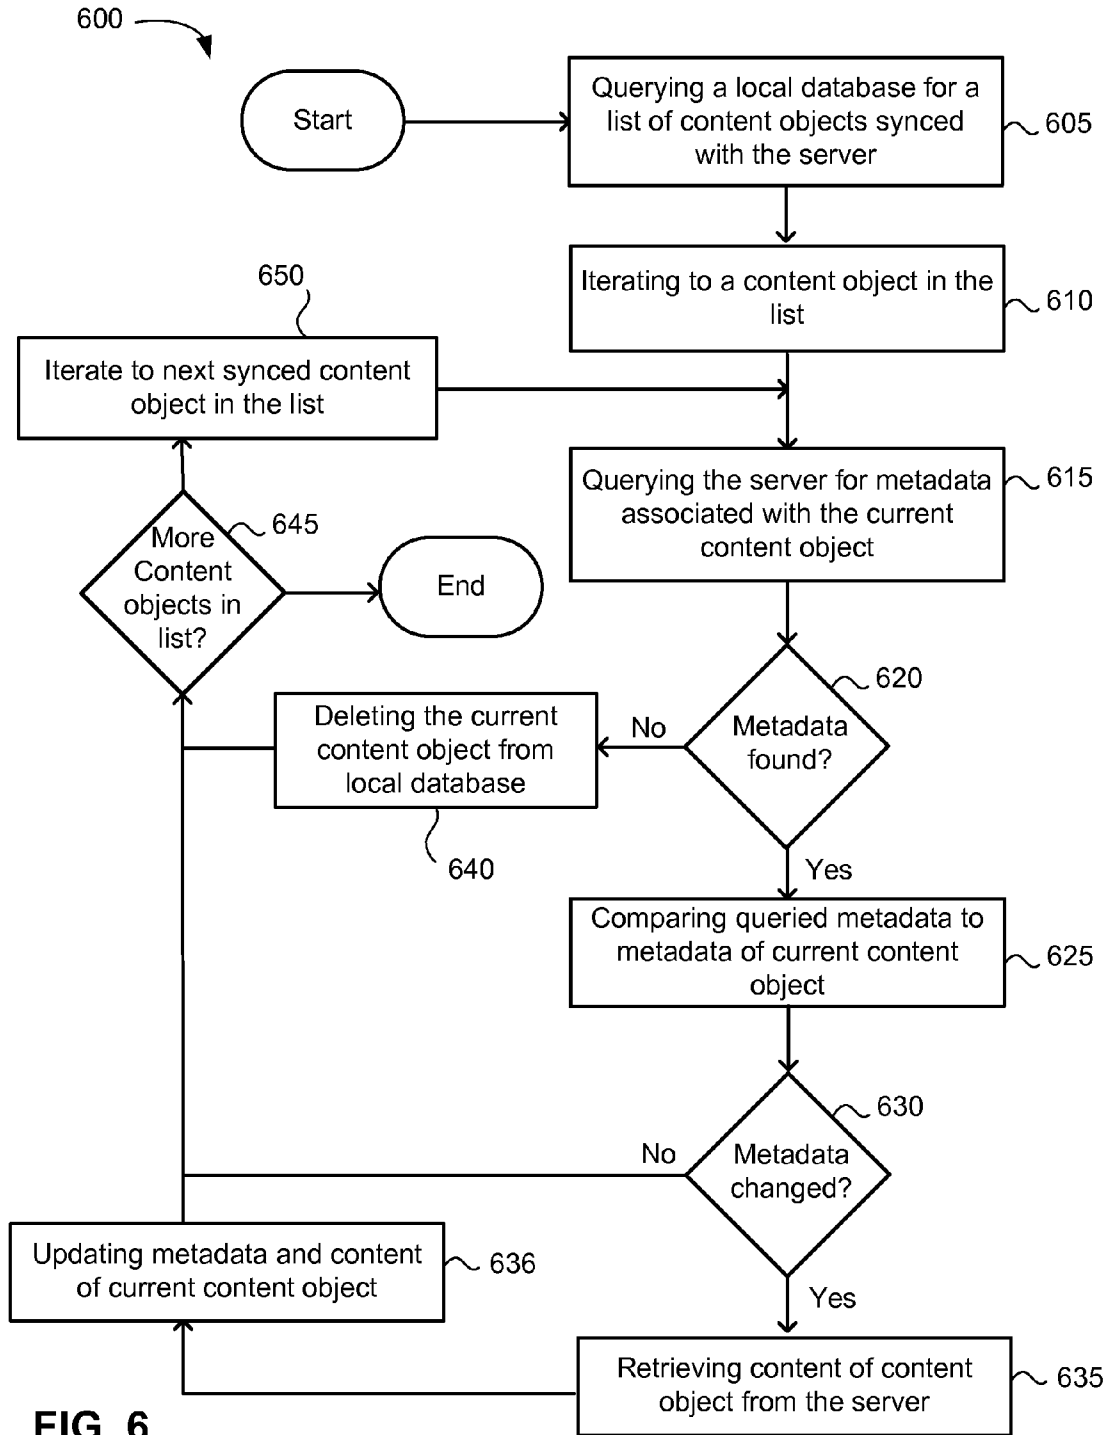 600
Start
Querying a local database for a
list of content objects synced
with the server
605
Iterating to a content object in the
list
610
650
Iterate to next synced content
object in the list
Querying the server for metadata
associated with the current
content object
615
More
Content
objects in
list?
645
End
620
Metadata
found?
No
Deleting the current
content object from
local database
640
Yes
Comparing queried metadata to
metadata of current content
object
625
630
Metadata
changed?
No
Updating metadata and content
of current content object
636
Yes
Retrieving content of content
object from the server
635
FIG. 6